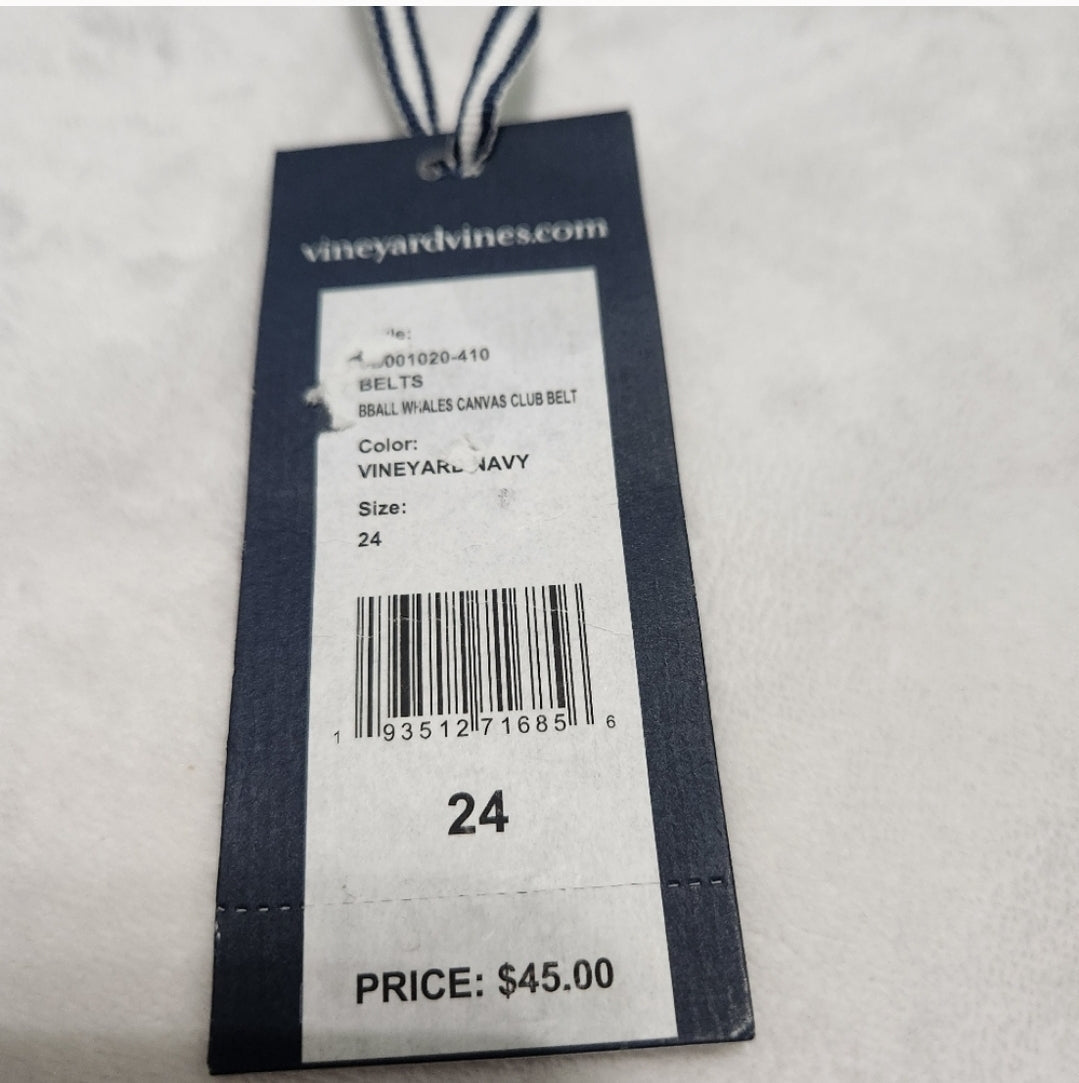 vineyardvines.com
001020-410
BELTS
BBALL WHALES CANVAS CLUB BELT
Color:
VINEYARD NAVY
Size:
24
1 93512 71685 6
24
PRICE: $45.00